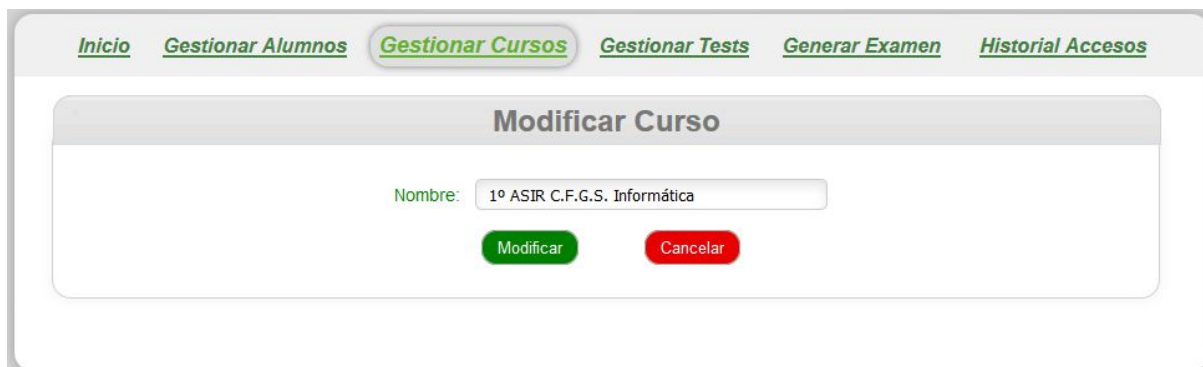 Inicio Gestionar Alumnos Gestionar Cursos Gestionar Tests Generar Examen Historial Accesos
Modificar Curso
Nombre: 1º ASIR C.F.G.S. Informática
Modificar Cancelar